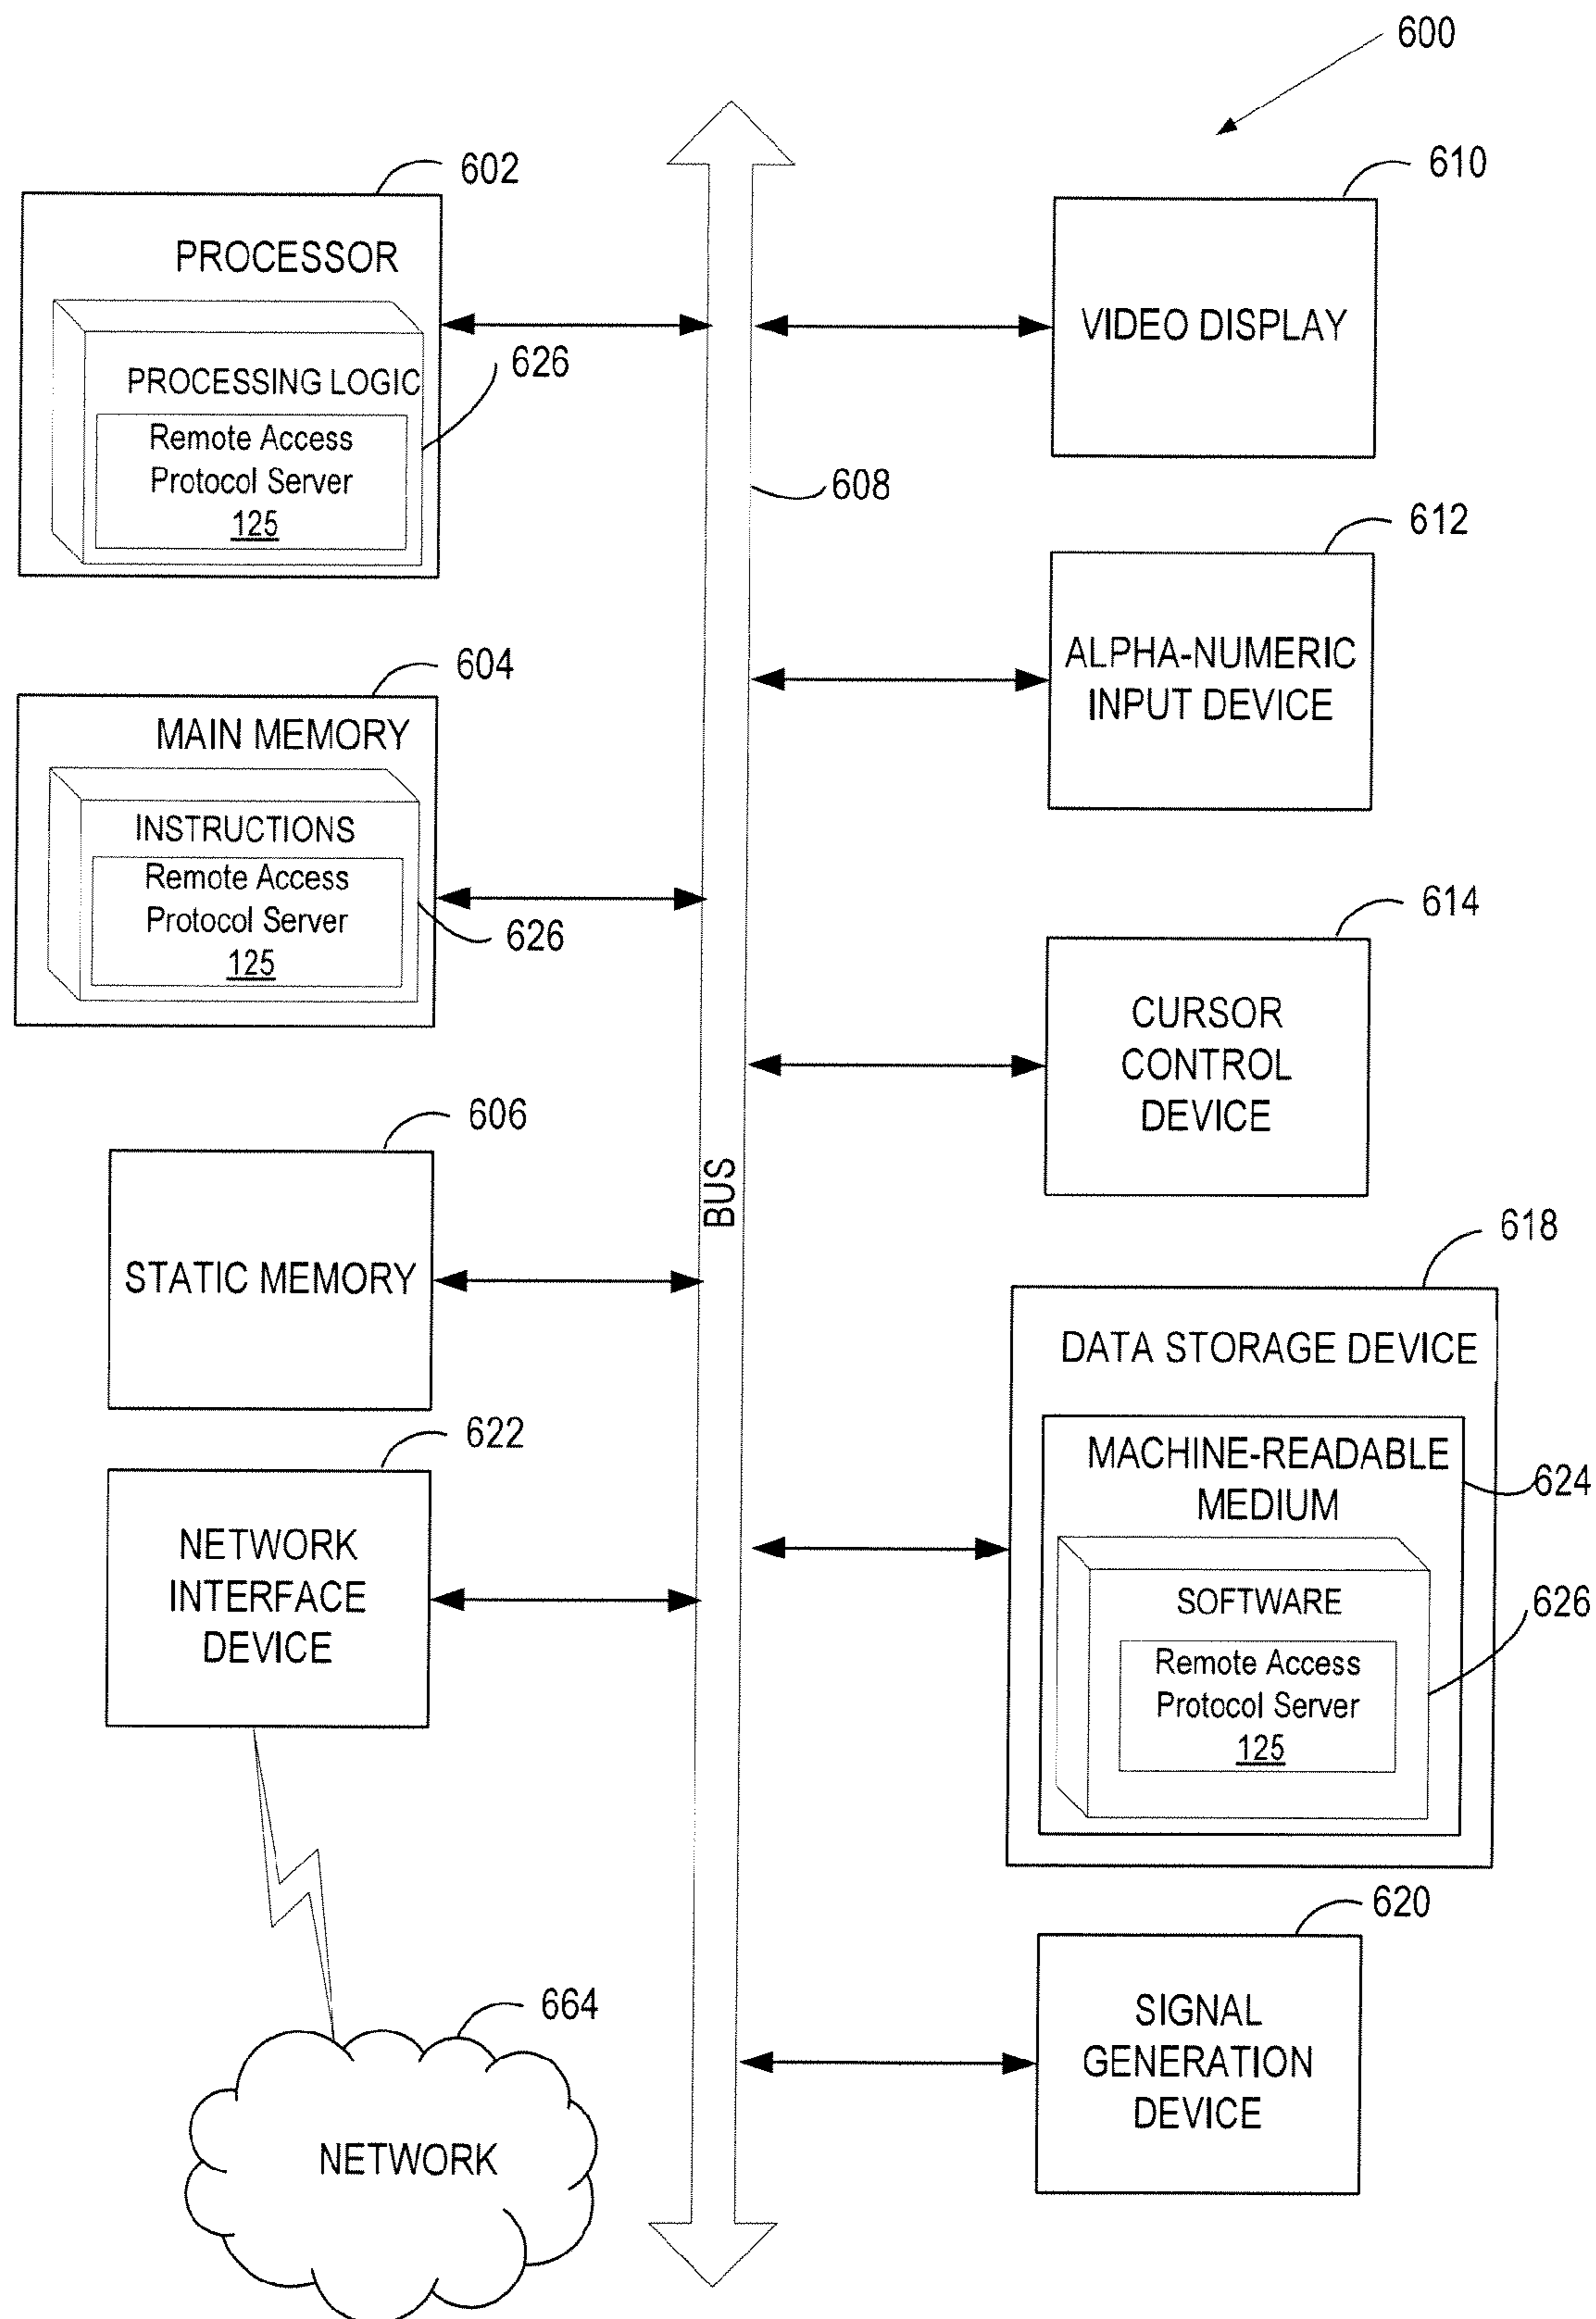 600
602
PROCESSOR
PROCESSING LOGIC
626
Remote Access
Protocol Server
125
610
VIDEO DISPLAY
608
612
ALPHA-NUMERIC
INPUT DEVICE
604
MAIN MEMORY
INSTRUCTIONS
Remote Access
Protocol Server
125
626
614
CURSOR
CONTROL
DEVICE
606
STATIC MEMORY
BUS
618
DATA STORAGE DEVICE
MACHINE-READABLE
MEDIUM
624
SOFTWARE
626
Remote Access
Protocol Server
125
622
NETWORK
INTERFACE
DEVICE
620
SIGNAL
GENERATION
DEVICE
664
NETWORK